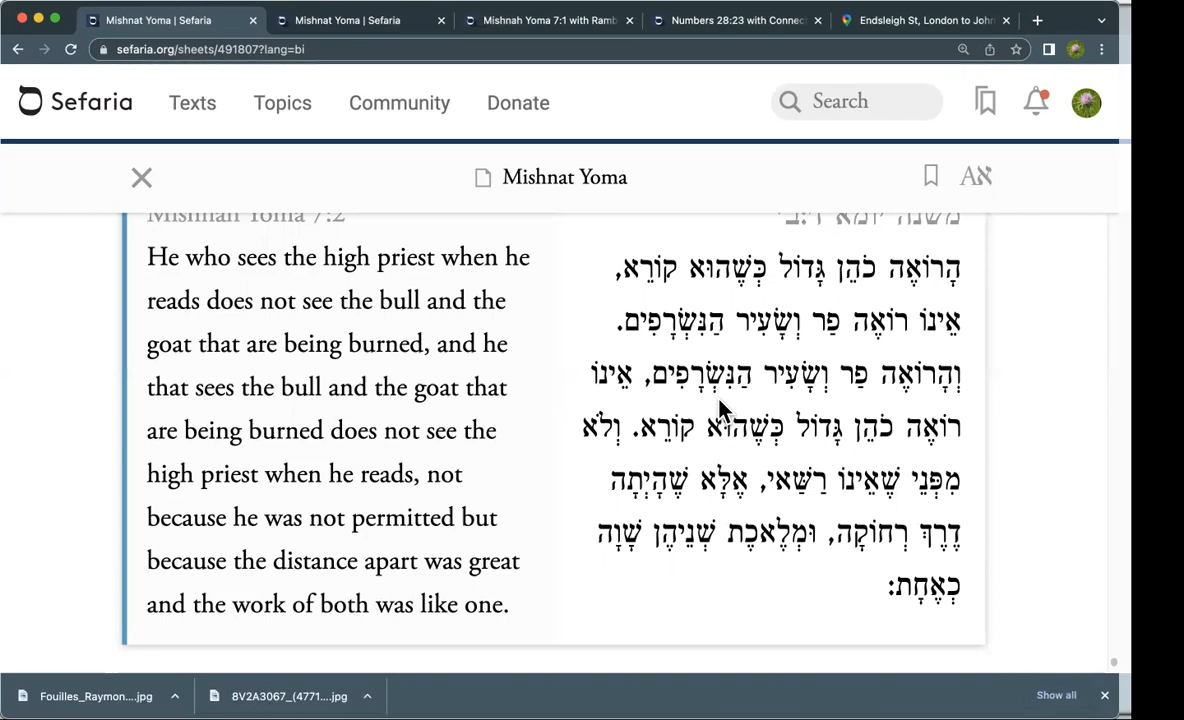 Mishnat Yoma | Sefaria
Mishnat Yoma | Sefaria
Mishnah Yoma 7:1 with Ramb
Numbers 28:23 with Connec
Endsleigh St, London to John
sefaria.org/sheets/491807?lang=bi
Sefaria
Texts
Topics
Community
Donate
Search
Mishnat Yoma
Mishnah Yoma 7:2
He who sees the high priest when he
reads does not see the bull and the
goat that are being burned, and he
that sees the bull and the goat that
are being burned does not see the
high priest when he reads, not
because he was not permitted but
because the distance apart was great
and the work of both was like one.
משנה יומא ז׳:ב׳
הָרוֹאֶה כֹהֵן גָּדוֹל כְּשֶׁהוּא קוֹרֵא,
אֵינוֹ רוֹאֶה פַר וְשָׂעִיר הַנִּשְׂרָפִים.
וְהָרוֹאֶה פַר וְשָׂעִיר הַנִּשְׂרָפִים, אֵינוֹ
רוֹאֶה כֹהֵן גָּדוֹל כְּשֶׁהוּא קוֹרֵא. וְלֹא
מִפְּנֵי שֶׁאֵינוֹ רַשַּׁאי, אֶלָּא שֶׁהָיְתָה
דֶרֶךְ רְחוֹקָה, וּמְלֶאכֶת שְׁנֵיהֶן שָׁוָה
כְאֶחָת:
Fouilles_Raymon....jpg
8V2A3067_(4771....jpg
Show all